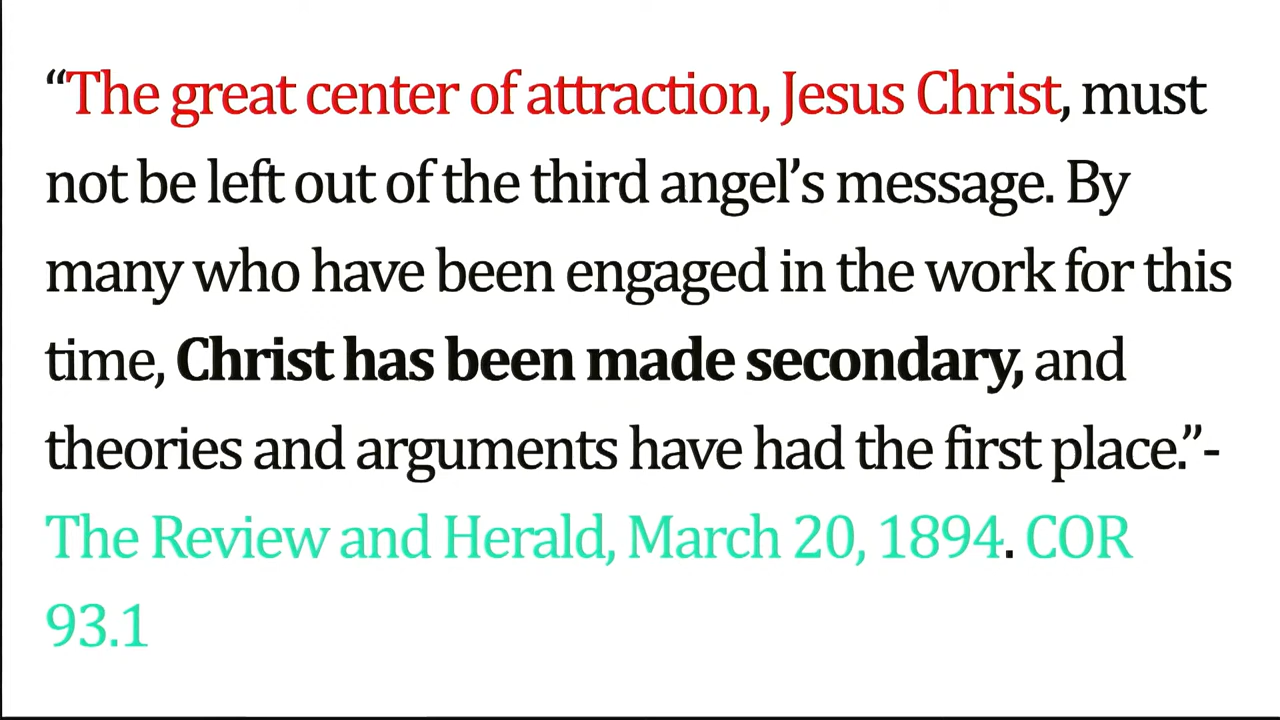 “The great center of attraction, Jesus Christ, must
not be left out of the third angel’s message. By
many who have been engaged in the work for this
time, Christ has been made secondary, and
theories and arguments have had the first place.”-
The Review and Herald, March 20, 1894. COR
93.1